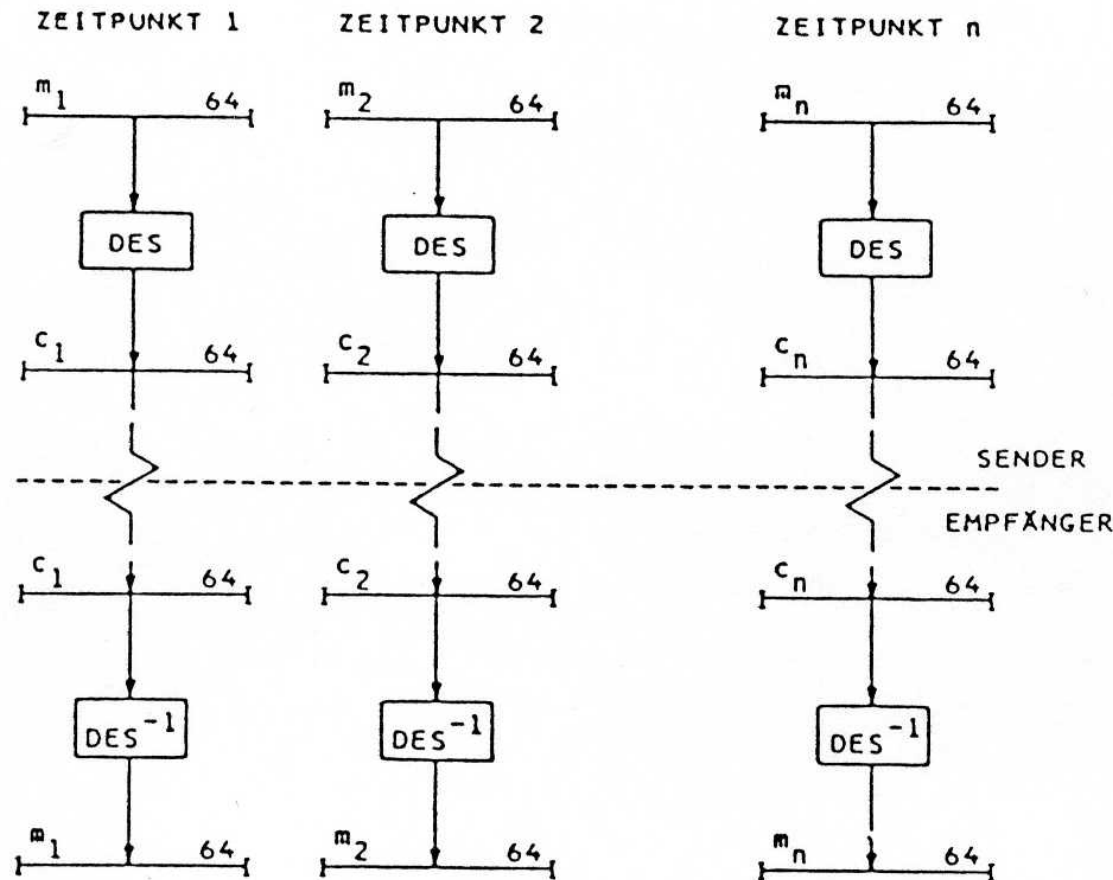 ZEITPUNKT 1 ZEITPUNKT 2 ZEITPUNKT n
m1 64 m2 64 mn 64
DES DES DES
c1 64 c2 64 cn 64
SENDER
EMPFÄNGER
c1 64 c2 64 cn 64
DES-1 DES-1 DES-1
m1 64 m2 64 mn 64